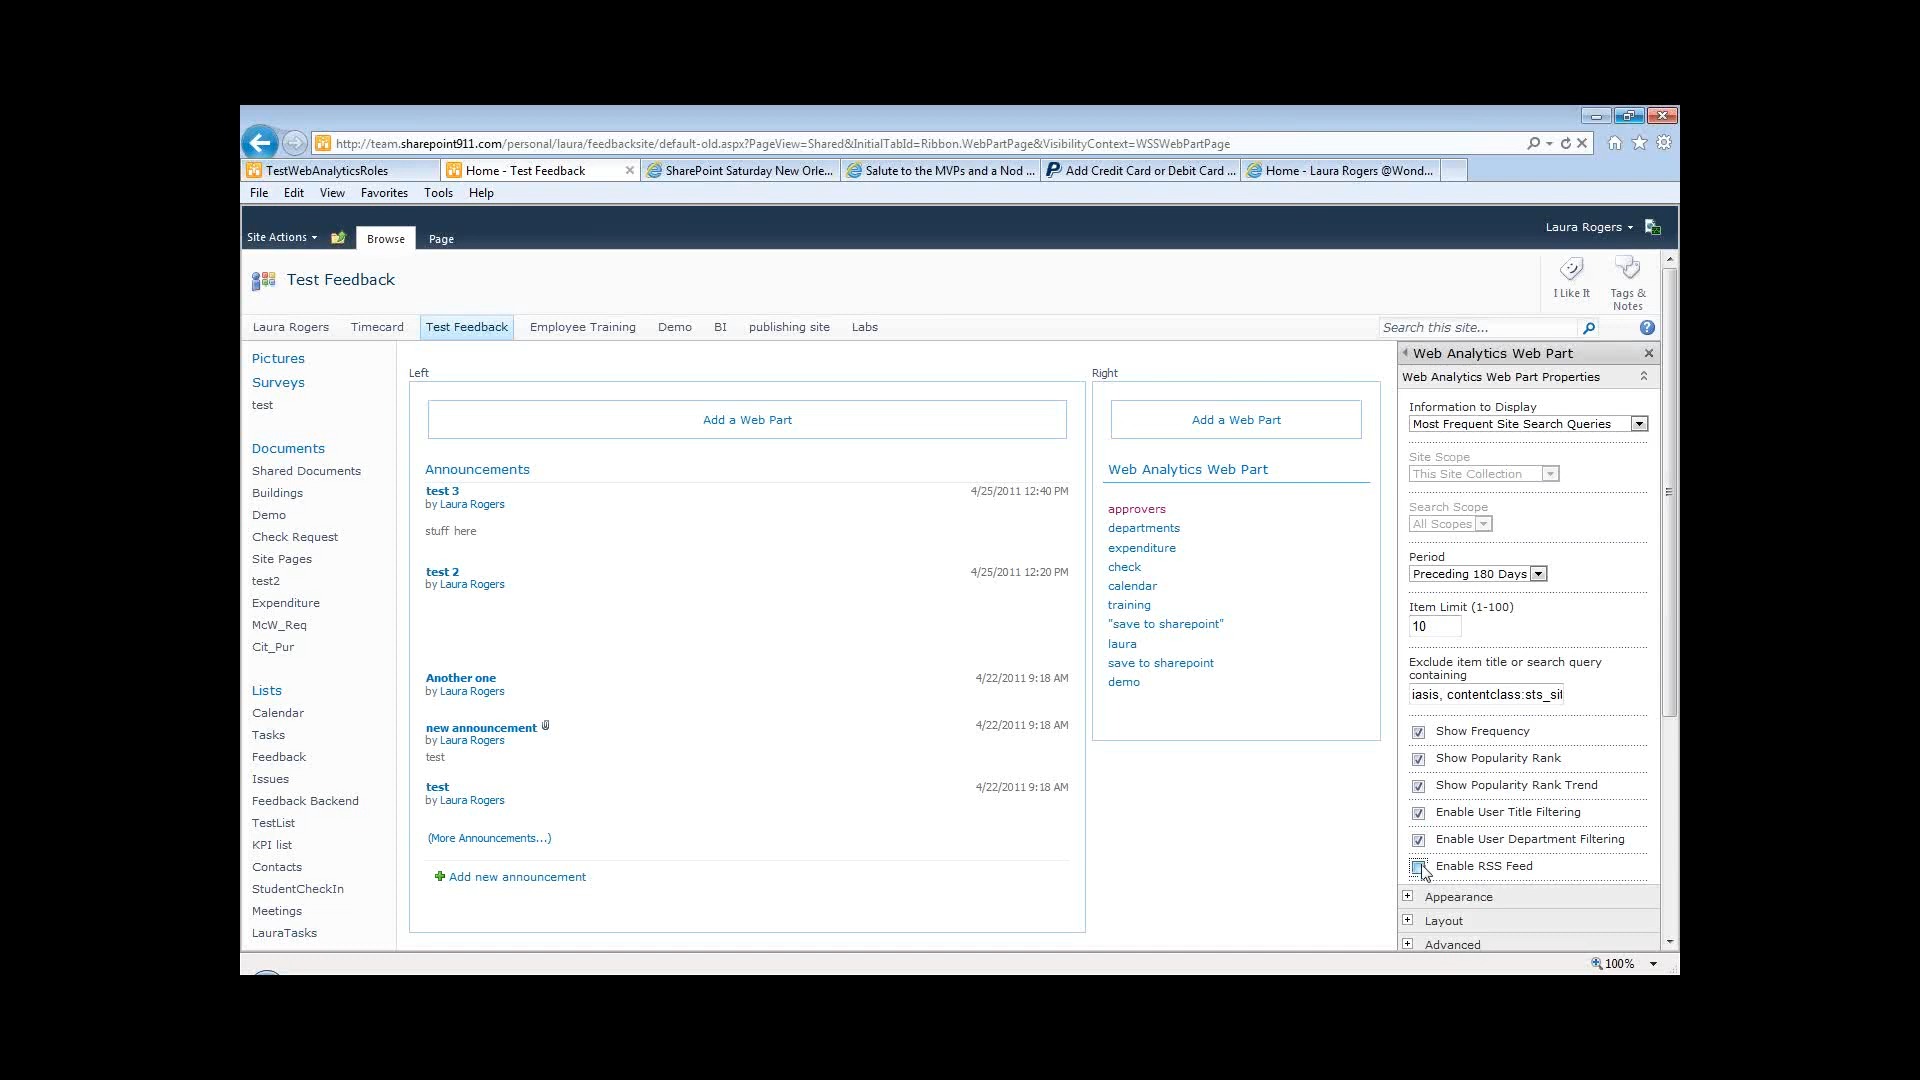 http://team.sharepoint911.com/personal/laura/feedbacksite/default-old.aspx?PageView=Shared&InitialTabId=Ribbon.WebPartPage&VisibilityContext=WSSWebPartPage
TestWebAnalyticsRoles
Home - Test Feedback
SharePoint Saturday New Orle...
Salute to the MVPs and a Nod ...
Add Credit Card or Debit Card ...
Home - Laura Rogers @Wond...
File Edit View Favorites Tools Help
Site Actions
Browse
Page
Laura Rogers
Test Feedback
I Like It
Tags &
Notes
Laura Rogers Timecard Test Feedback Employee Training Demo BI publishing site Labs
Search this site...
Pictures
Surveys
test
Documents
Shared Documents
Buildings
Demo
Check Request
Site Pages
test2
Expenditure
McW_Req
Cit_Pur
Lists
Calendar
Tasks
Feedback
Issues
Feedback Backend
TestList
KPI list
Contacts
StudentCheckIn
Meetings
LauraTasks
Left
Add a Web Part
Announcements
test 3 4/25/2011 12:40 PM
by Laura Rogers
stuff here
test 2 4/25/2011 12:20 PM
by Laura Rogers
Another one 4/22/2011 9:18 AM
by Laura Rogers
new announcement 4/22/2011 9:18 AM
by Laura Rogers
test
test 4/22/2011 9:18 AM
by Laura Rogers
(More Announcements...)
Add new announcement
Right
Add a Web Part
Web Analytics Web Part
approvers
departments
expenditure
check
calendar
training
"save to sharepoint"
laura
save to sharepoint
demo
Web Analytics Web Part
Web Analytics Web Part Properties
Information to Display
Most Frequent Site Search Queries
Site Scope
This Site Collection
Search Scope
All Scopes
Period
Preceding 180 Days
Item Limit (1-100)
10
Exclude item title or search query
containing
iasis, contentclass:sts_sit
Show Frequency
Show Popularity Rank
Show Popularity Rank Trend
Enable User Title Filtering
Enable User Department Filtering
Enable RSS Feed
Appearance
Layout
Advanced
100%